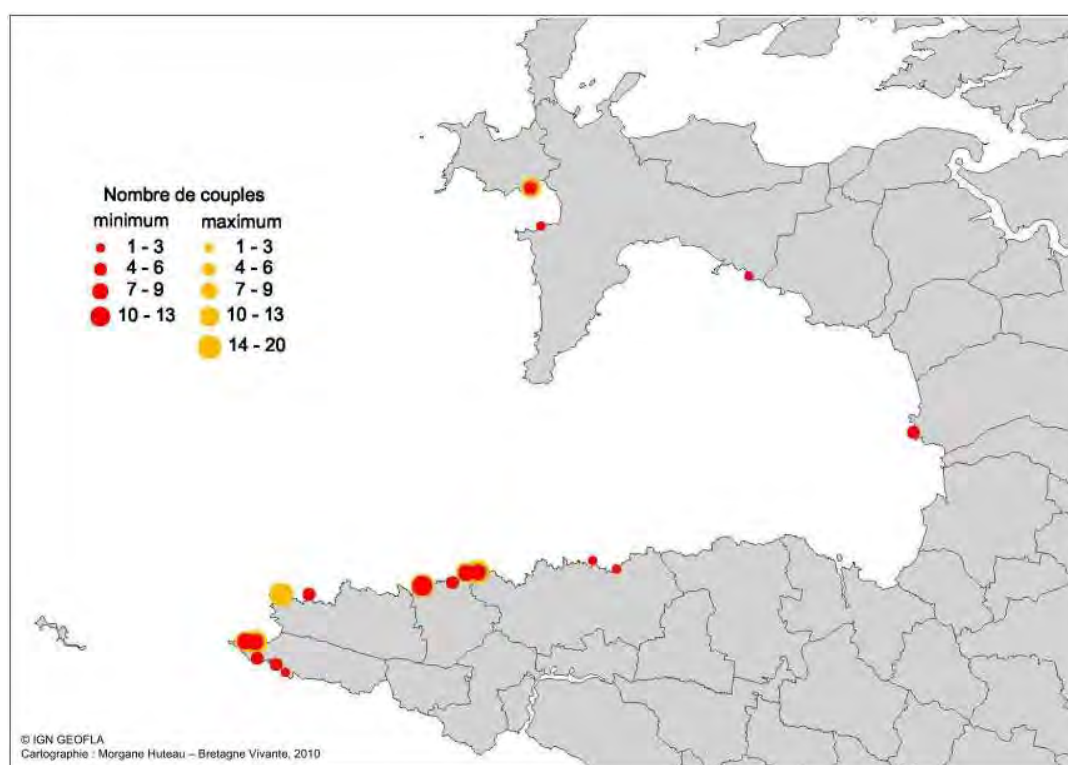 Nombre de couples
minimum maximum
1 - 3 1 - 3
4 - 6 4 - 6
7 - 9 7 - 9
10 - 13 10 - 13
14 - 20
© IGN GEOFLA
Cartographie : Morgane Huteau – Bretagne Vivante, 2010